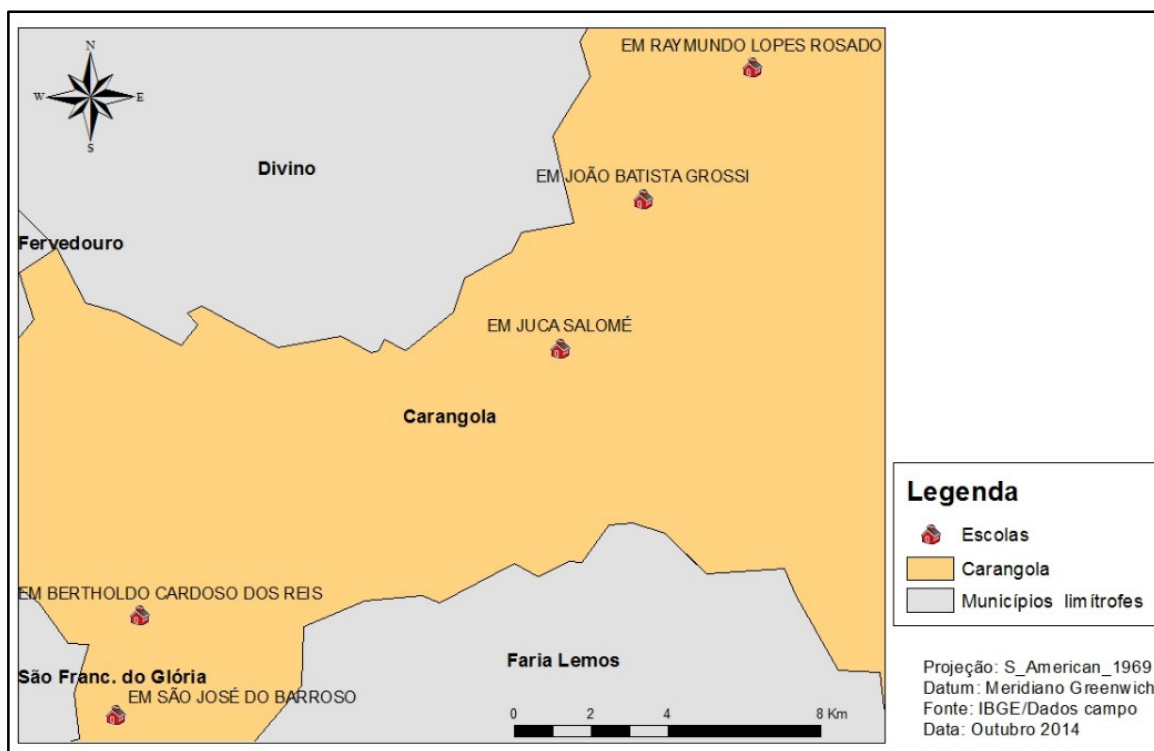 N
W
E
S
EM RAYMUNDO LOPES ROSADO
Divino
EM JOÃO BATISTA GROSSI
Fervedouro
EM JUCA SALOMÉ
Carangola
EM BERTHOLDO CARDOSO DOS REIS
São Franc. do Glória
EM SÃO JOSÉ DO BARROSO
Faria Lemos
0 2 4 8 Km
Legenda
Escolas
Carangola
Municípios limítrofes
Projeção: S_American_1969
Datum: Meridiano Greenwich
Fonte: IBGE/Dados campo
Data: Outubro 2014